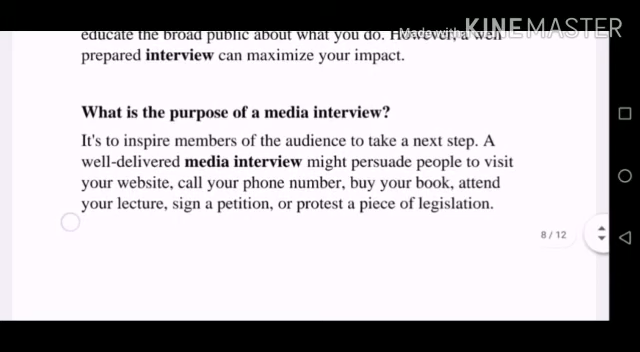 educate the broad public about what you do. However, a well
Made with KINEMASTER
prepared interview can maximize your impact.
What is the purpose of a media interview?
It's to inspire members of the audience to take a next step. A
well-delivered media interview might persuade people to visit
your website, call your phone number, buy your book, attend
your lecture, sign a petition, or protest a piece of legislation.
8 / 12